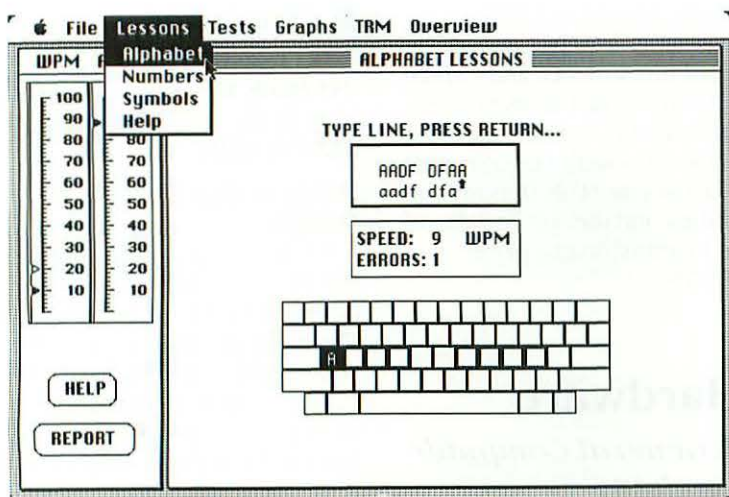 File Lessons Tests Graphs TRM Overview
Alphabet
Numbers
Symbols
Help
WPM
ALPHABET LESSONS
100
90
80
70
60
50
40
30
20
10
80
70
60
50
40
30
20
10
TYPE LINE, PRESS RETURN...
AADF DFAA
aadf dfa
SPEED: 9 WPM
ERRORS: 1
A
HELP
REPORT